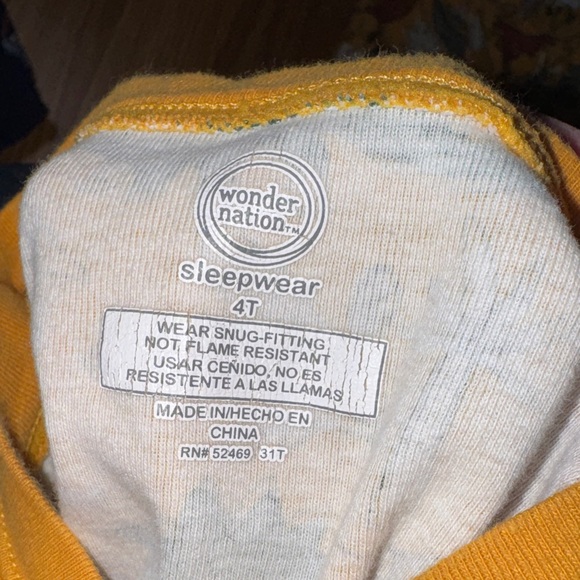 wonder
nation™
sleepwear
4T
WEAR SNUG-FITTING
NOT FLAME RESISTANT
USAR CEÑIDO, NO ES
RESISTENTE A LAS LLAMAS
MADE IN/HECHO EN
CHINA
RN# 52469 31T